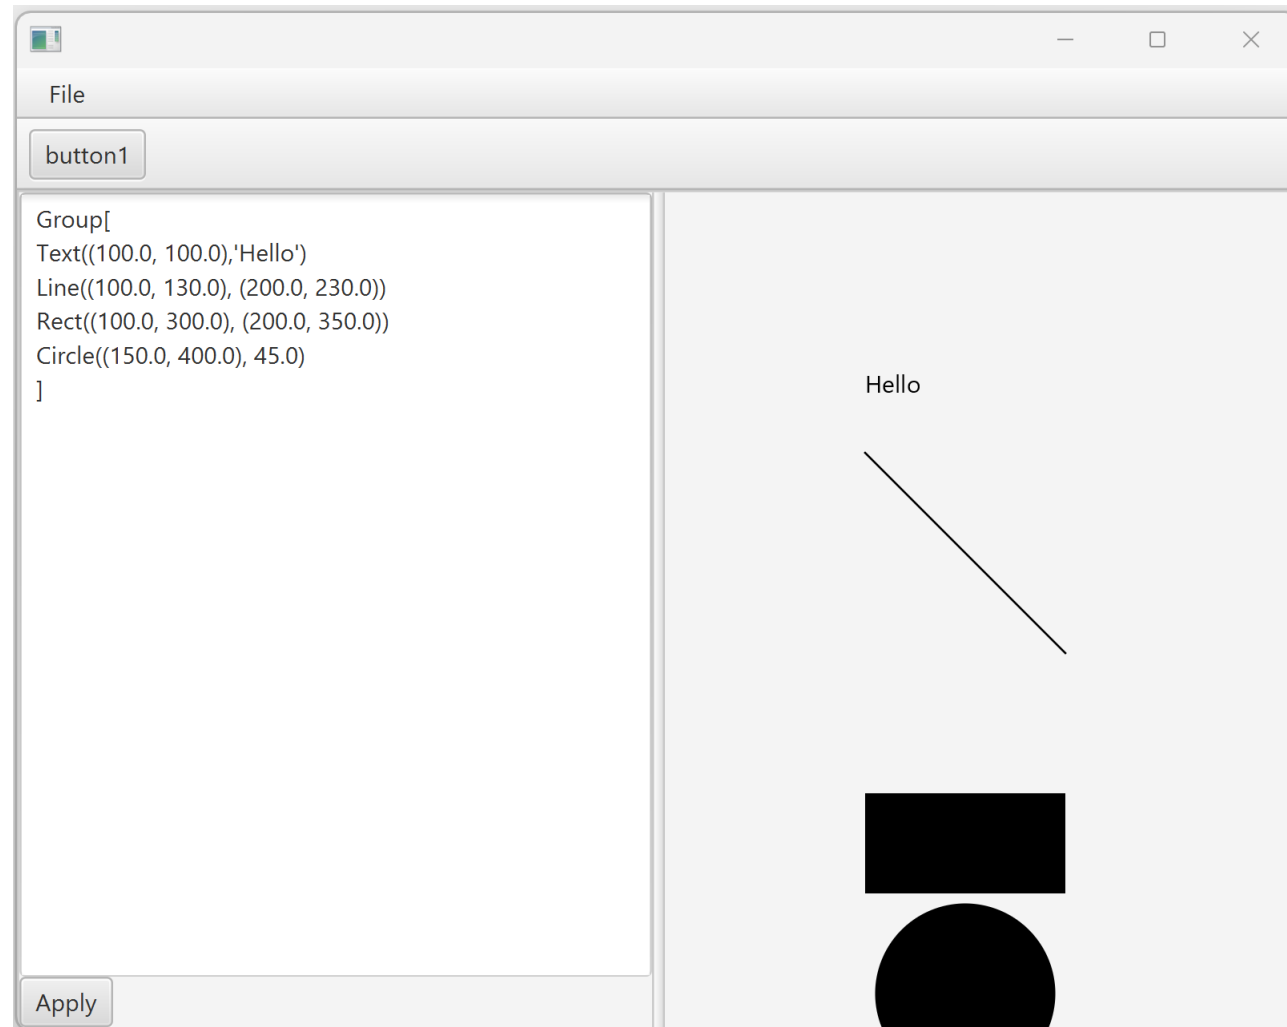 File
button1
Group[
Text((100.0, 100.0),'Hello')
Line((100.0, 130.0), (200.0, 230.0))
Rect((100.0, 300.0), (200.0, 350.0))
Circle((150.0, 400.0), 45.0)
]
Apply
Hello